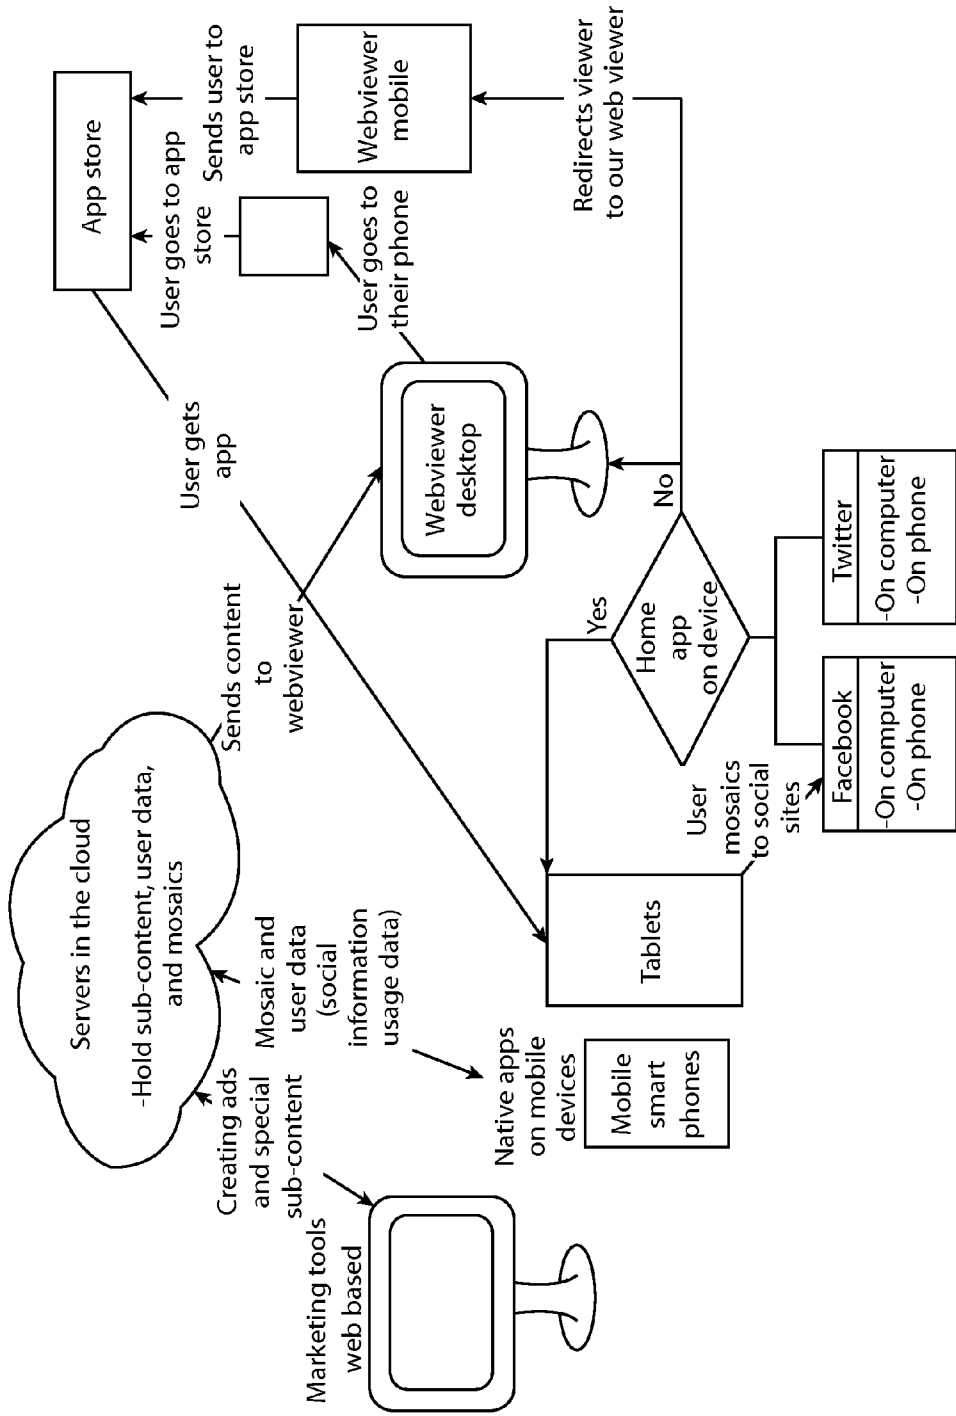 Servers in the cloud
-Hold sub-content, user data,
and mosaics
Creating ads
and special
sub-content
Marketing tools
web based
Mosaic and
user data
(social
information
usage data)
Native apps
on mobile
devices
Mobile
smart
phones
Tablets
Sends content
to
webviewer
User gets
app
App store
User goes to app
store
Sends user to
app store
Webviewer
mobile
User goes to
their phone
Webviewer
desktop
Redirects viewer
to our web viewer
Yes
No
Home
app
on device
User
mosaics
to social
sites
Facebook
-On computer
-On phone
Twitter
-On computer
-On phone